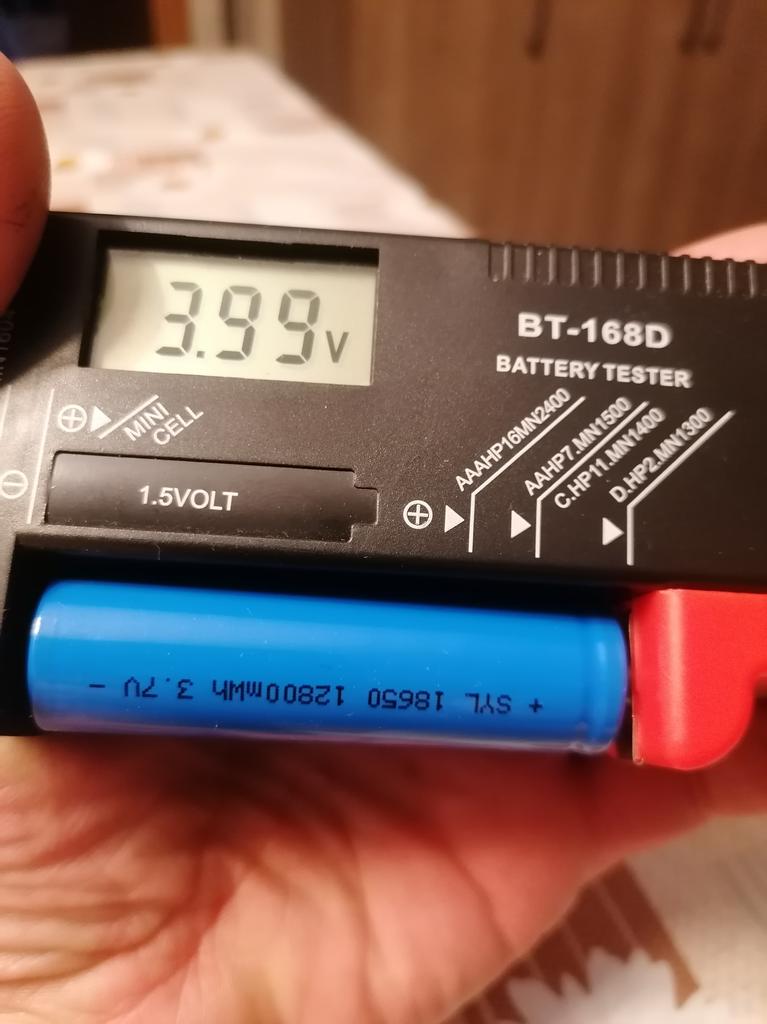 3.99V
BT-168D
BATTERY TESTER
MINI
CELL
1.5VOLT
AAAHP16MN2400
AAHP7.MN1500
C.HP11.MN1400
D.HP2.MN1300
+ SYL 18650 12800mWh 3.7V -